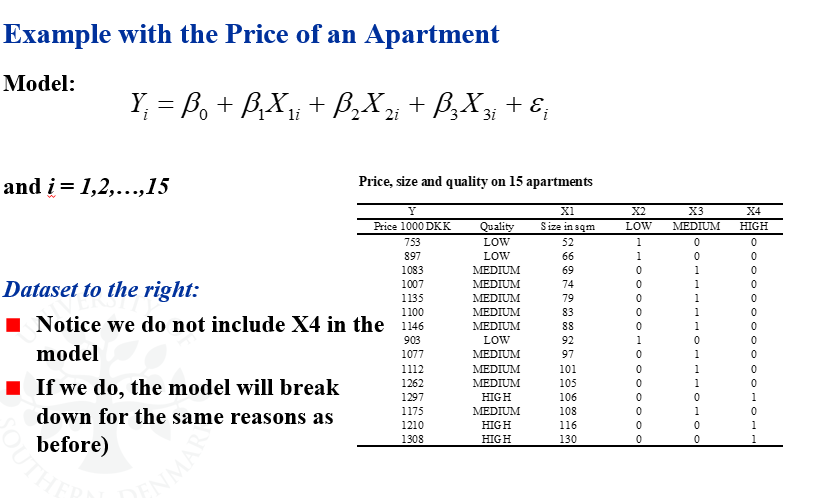 Example with the Price of an Apartment
Model:
Y_i = β_0 + β_1X_{1i} + β_2X_{2i} + β_3X_{3i} + ε_i
and i = 1,2,…,15
Price, size and quality on 15 apartments
Y X1 X2 X3 X4
Price 1000 DKK Quality Size in sqm LOW MEDIUM HIGH
753 LOW 52 1 0 0
897 LOW 66 1 0 0
1083 MEDIUM 69 0 1 0
1007 MEDIUM 74 0 1 0
1135 MEDIUM 79 0 1 0
1100 MEDIUM 83 0 1 0
1146 MEDIUM 88 0 1 0
903 LOW 92 1 0 0
1077 MEDIUM 97 0 1 0
1112 MEDIUM 101 0 1 0
1262 MEDIUM 105 0 1 0
1297 HIGH 106 0 0 1
1175 MEDIUM 108 0 1 0
1210 HIGH 116 0 0 1
1308 HIGH 130 0 0 1
Dataset to the right:
Notice we do not include X4 in the
model
If we do, the model will break
down for the same reasons as
before)